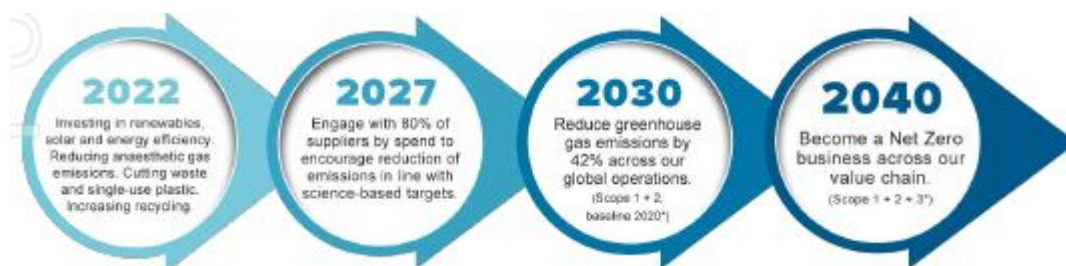 2022
Investing in renewables,
solar and energy efficiency.
Reducing anaesthetic gas
emissions. Cutting waste
and single-use plastic.
Increasing recycling.
2027
Engage with 80% of
suppliers by spend to
encourage reduction of
emissions in line with
science-based targets.
2030
Reduce greenhouse
gas emissions by
42% across our
global operations.
(Scope 1 + 2,
baseline 2020*)
2040
Become a Net Zero
business across our
value chain.
(Scope 1 + 2 + 3*)